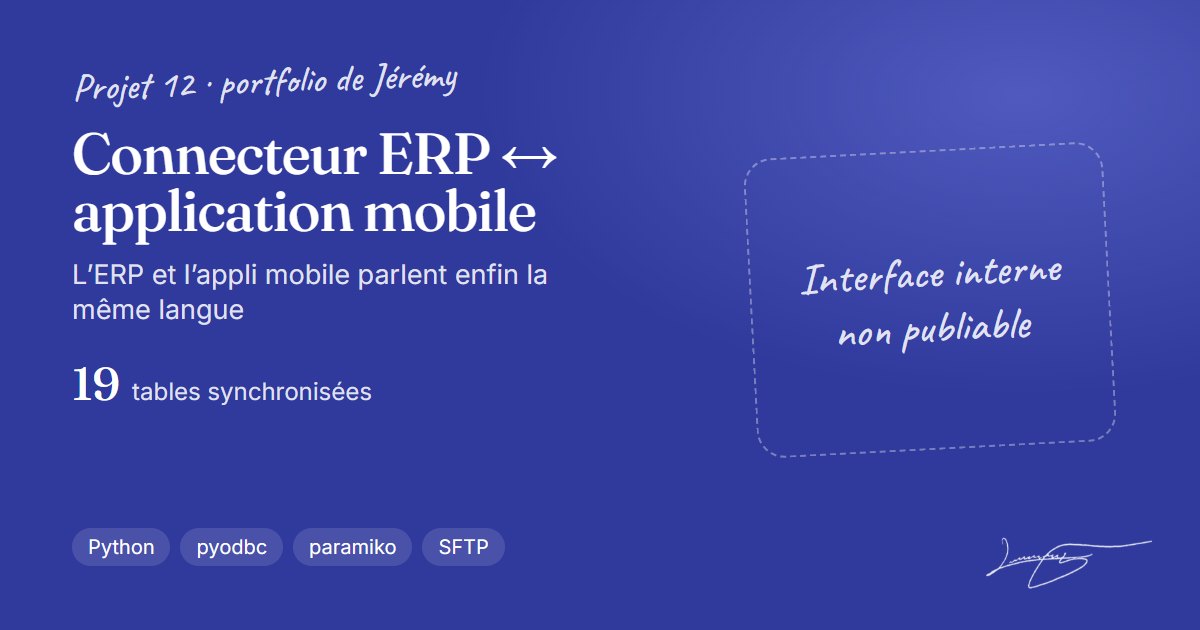 Projet 12 · portfolio de Jérémy
Connecteur ERP ↔
application mobile
L’ERP et l’appli mobile parlent enfin la
même langue
19 tables synchronisées
Interface interne
non publiable
Python
pyodbc
paramiko
SFTP